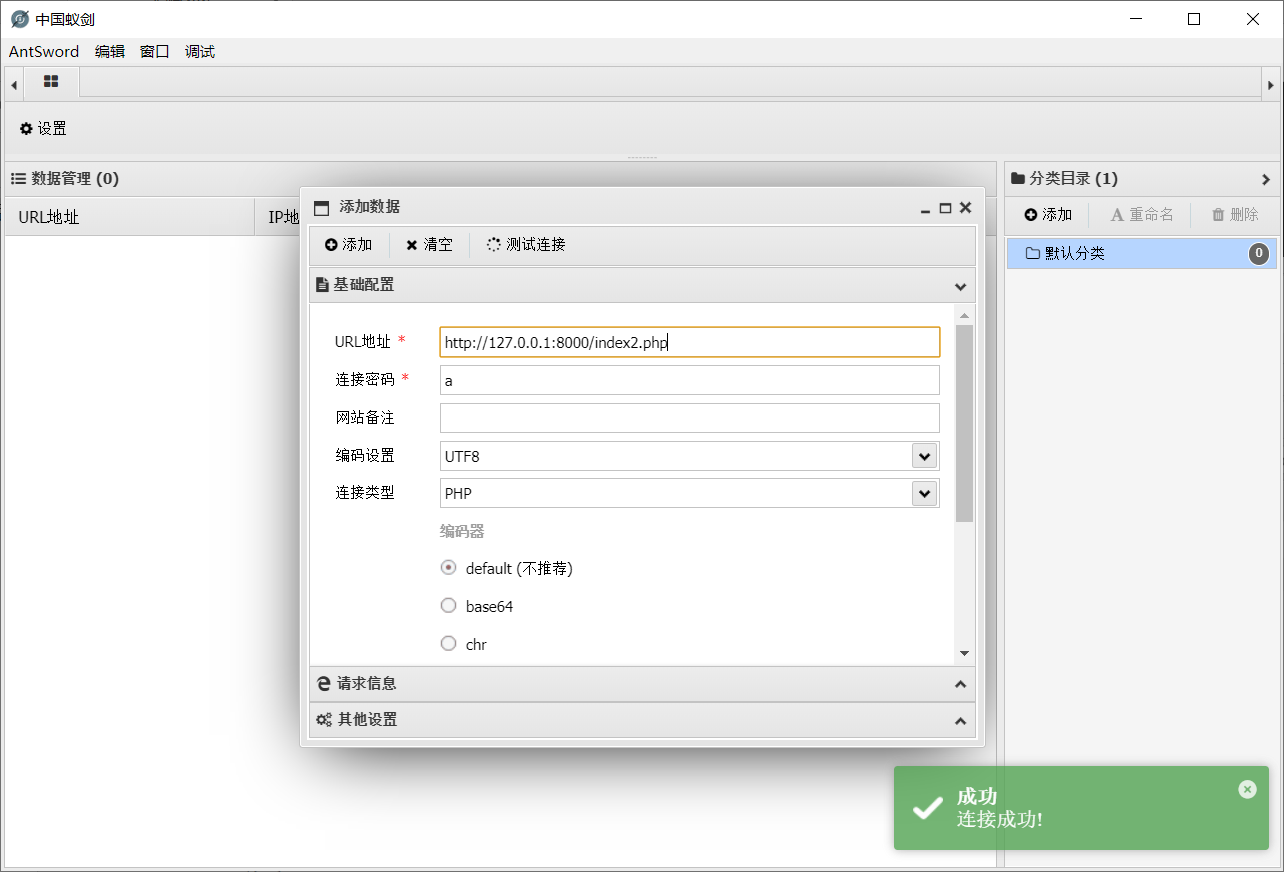 中国蚁剑
AntSword 编辑 窗口 调试
设置
数据管理 (0)
分类目录 (1)
URL地址 IP地
添加 重命名 删除
默认分类 0
添加数据
添加 清空 测试连接
基础配置
URL地址 * http://127.0.0.1:8000/index2.php
连接密码 * a
网站备注
编码设置 UTF8
连接类型 PHP
编码器
default (不推荐)
base64
chr
请求信息
其他设置
成功
连接成功!